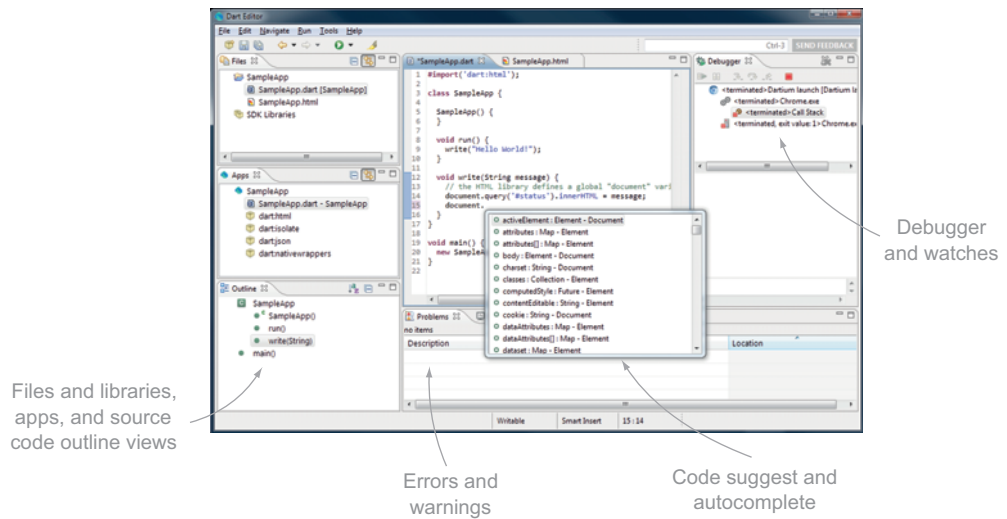 Dart Editor
File Edit Navigate Run Tools Help
Ctrl-3 SEND FEEDBACK
Files
SampleApp
SampleApp.dart [SampleApp]
SampleApp.html
SDK Libraries
Apps
SampleApp
SampleApp.dart - SampleApp
dart:html
dart:isolate
dart:json
dart:nativewrappers
Outline
SampleApp
SampleApp()
run()
write(String)
main()
*SampleApp.dart SampleApp.html
1 #import('dart:html');
2
3 class SampleApp {
4
5 SampleApp() {
6 }
7
8 void run() {
9 write("Hello World!");
10 }
11
12 void write(String message) {
13 // the HTML library defines a global "document" vari
14 document.query('#status').innerHTML = message;
15 document.
16 }
17 }
18
19 void main() {
20 new SampleAp
21 }
22
activeElement : Element - Document
attributes : Map - Element
attributes[] : Map - Element
body : Element - Document
charset : String - Document
classes : Collection - Element
computedStyle : Future - Element
contentEditable : String - Element
cookie : String - Document
dataAttributes : Map - Element
dataAttributes[] : Map - Element
dataset : Map - Element
Debugger
<terminated>Dartium launch [Dartium la
<terminated>Chrome.exe
<terminated>Call Stack
<terminated, exit value: 1>Chrome.ex
Problems
no items
Description Location
Writable Smart Insert 15 : 14
Debugger
and watches
Files and libraries,
apps, and source
code outline views
Errors and
warnings
Code suggest and
autocomplete